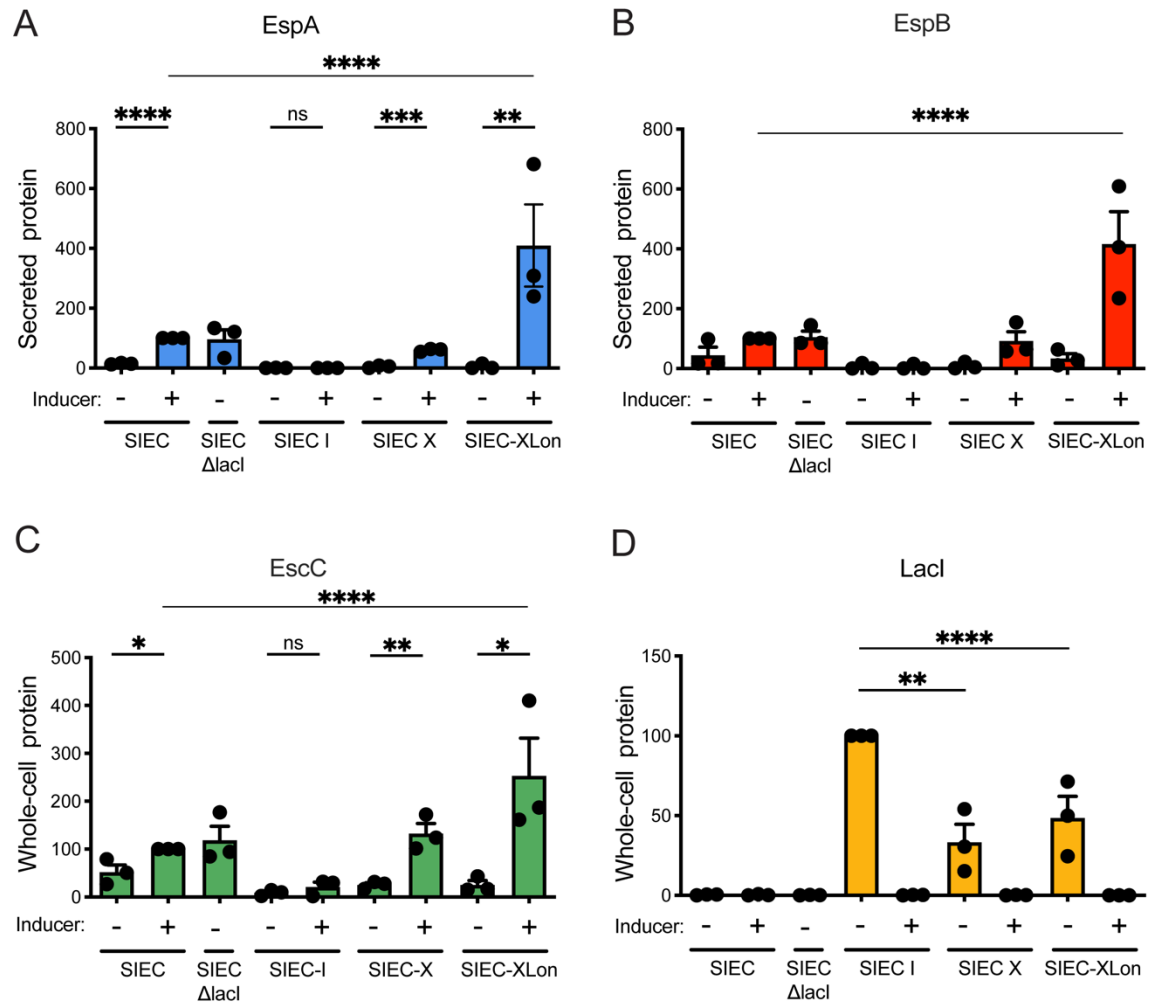 A
EspA
****
****
ns
***
**
800
600
400
200
0
Secreted protein
Inducer: - + - - + - + - +
SIEC SIEC SIEC I SIEC X SIEC-XLon
ΔlacI
B
EspB
****
800
600
400
200
0
Secreted protein
Inducer: - + - - + - + - +
SIEC SIEC SIEC I SIEC X SIEC-XLon
ΔlacI
C
EscC
****
*
ns
**
*
500
400
300
200
100
0
Whole-cell protein
Inducer: - + - - + - + - +
SIEC SIEC SIEC-I SIEC-X SIEC-XLon
ΔlacI
D
LacI
****
**
150
100
50
0
Whole-cell protein
Inducer: - + - - + - + - +
SIEC SIEC SIEC I SIEC X SIEC-XLon
ΔlacI